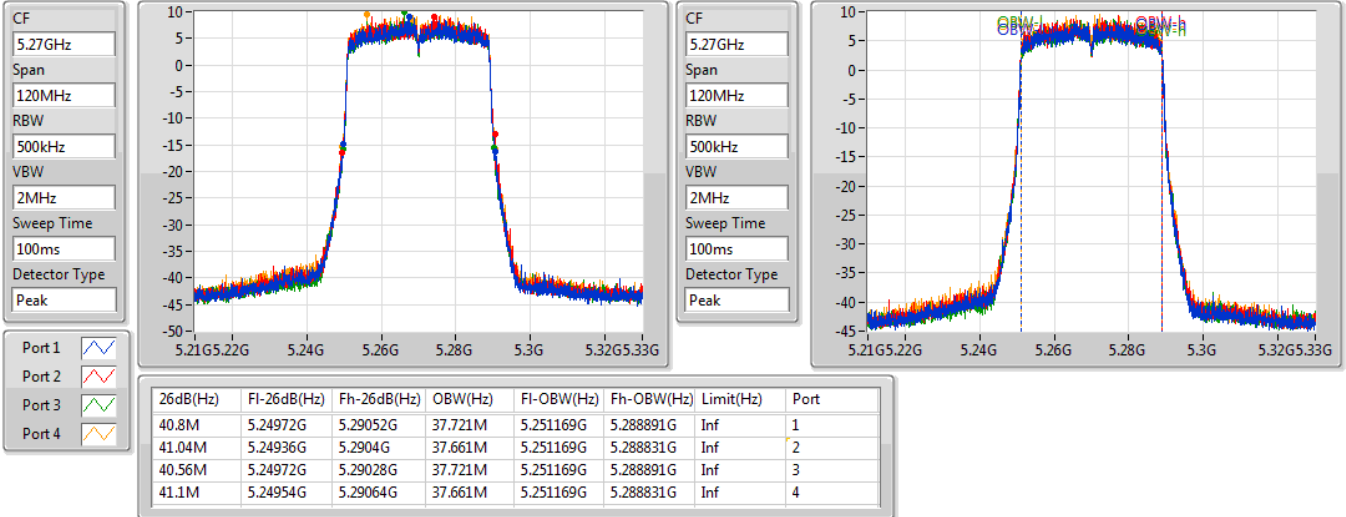 CF
5.27GHz
Span
120MHz
RBW
500kHz
VBW
2MHz
Sweep Time
100ms
Detector Type
Peak
10
5
0
-5
-10
-15
-20
-25
-30
-35
-40
-45
-50
5.21G 5.22G 5.24G 5.26G 5.28G 5.3G 5.32G 5.33G
CF
5.27GHz
Span
120MHz
RBW
500kHz
VBW
2MHz
Sweep Time
100ms
Detector Type
Peak
10
5
0
-5
-10
-15
-20
-25
-30
-35
-40
-45
OBW-l OBW-h
5.21G 5.22G 5.24G 5.26G 5.28G 5.3G 5.32G 5.33G
Port 1
Port 2
Port 3
Port 4
26dB(Hz) Fl-26dB(Hz) Fh-26dB(Hz) OBW(Hz) Fl-OBW(Hz) Fh-OBW(Hz) Limit(Hz) Port
40.8M 5.24972G 5.29052G 37.721M 5.251169G 5.288891G Inf 1
41.04M 5.24936G 5.2904G 37.661M 5.251169G 5.288831G Inf 2
40.56M 5.24972G 5.29028G 37.721M 5.251169G 5.288891G Inf 3
41.1M 5.24954G 5.29064G 37.661M 5.251169G 5.288831G Inf 4